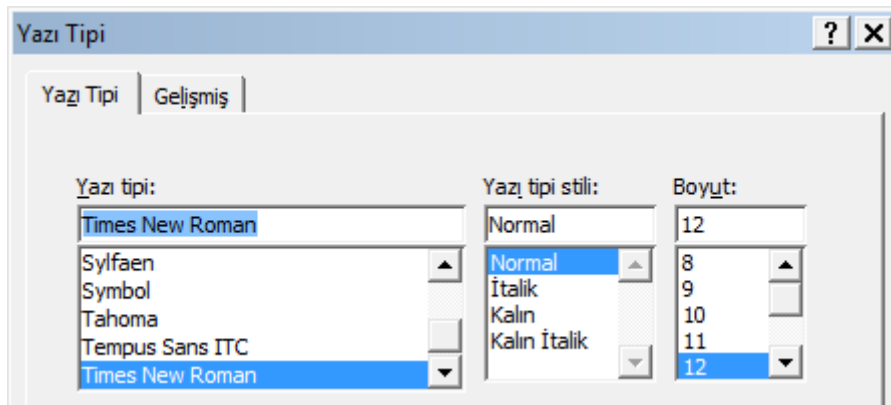 Yazı Tipi
? X
Yazı Tipi Gelişmiş
Yazı tipi: Yazı tipi stili: Boyut:
Times New Roman Normal 12
Sylfaen Normal 8
Symbol İtalik 9
Tahoma Kalın 10
Tempus Sans ITC Kalın İtalik 11
Times New Roman 12